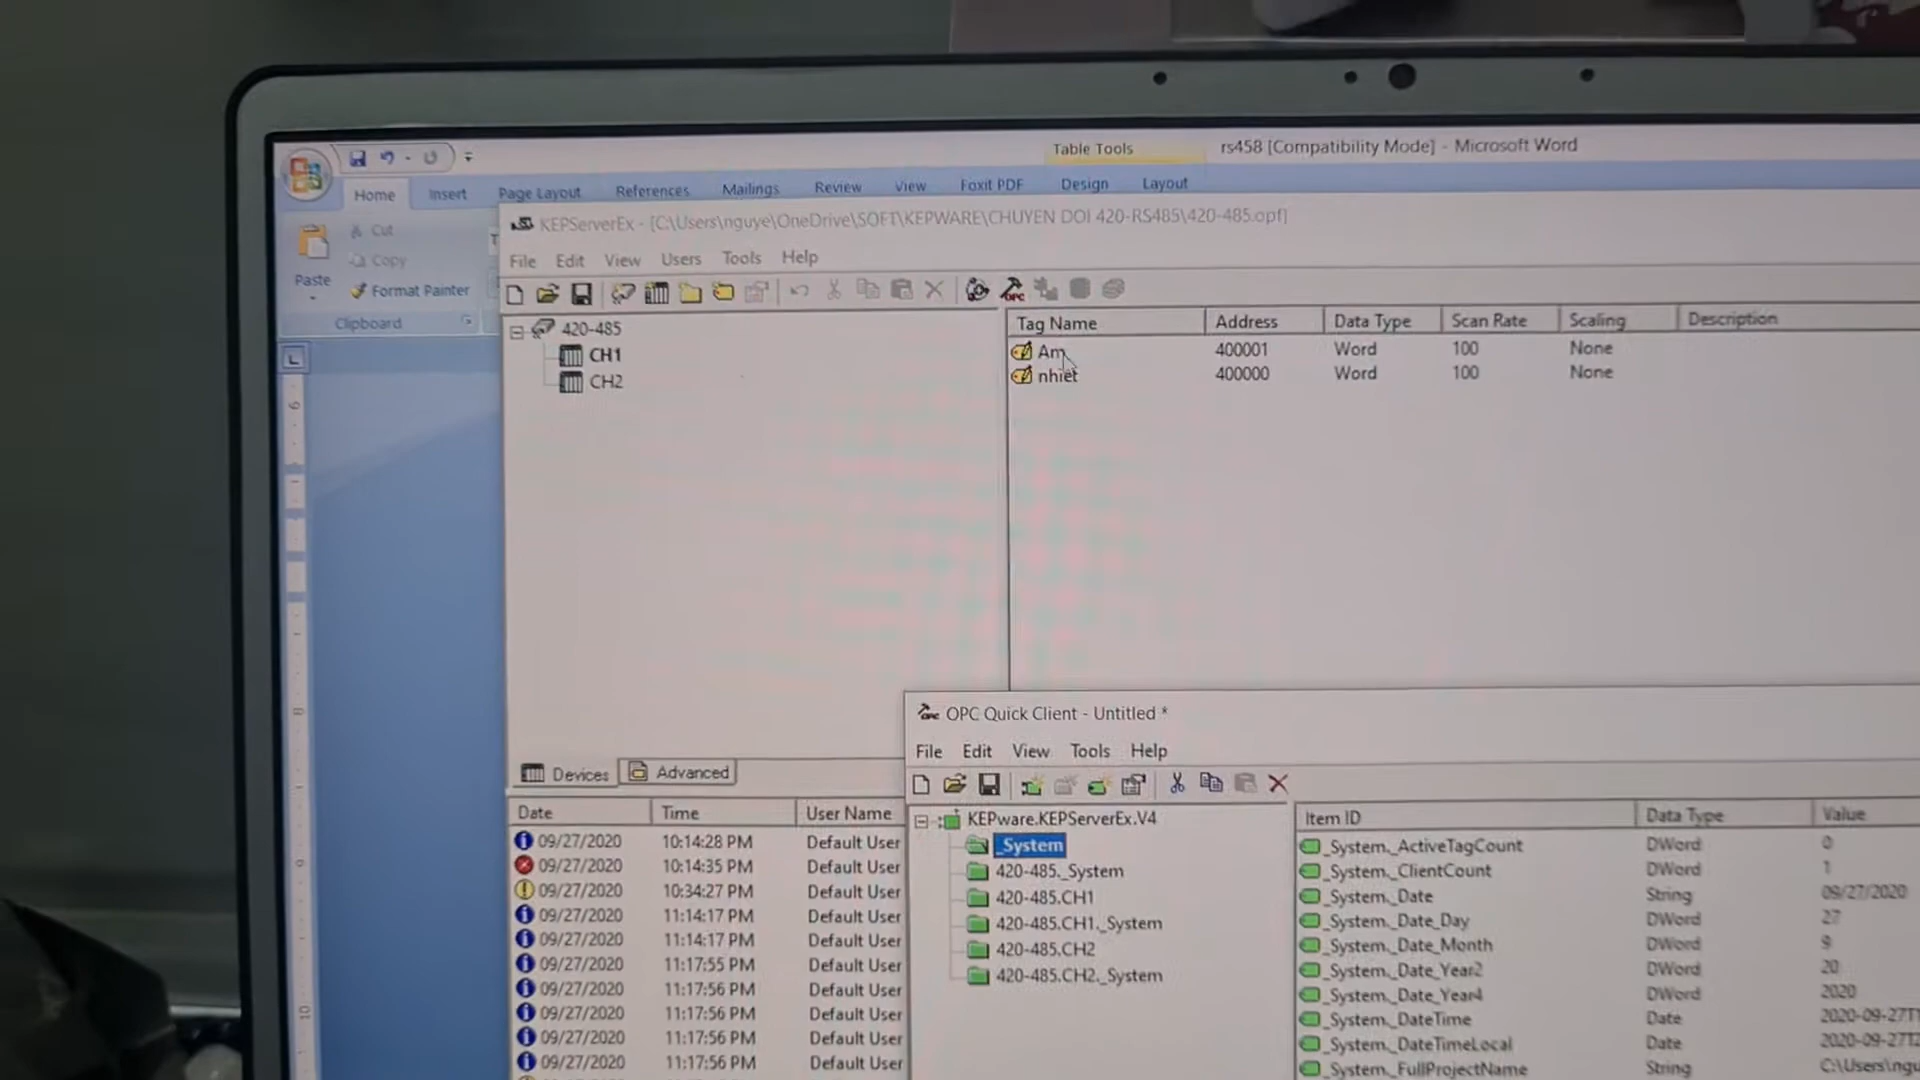 Table Tools
rs458 [Compatibility Mode] - Microsoft Word
Home Insert Page Layout References Mailings Review View Foxit PDF Design Layout
Cut
Copy
Paste
Format Painter
Clipboard
KEPServerEx - [C:\Users\nguye\OneDrive\SOFT\KEPWARE\CHUYEN DOI 420-RS485\420-485.opf]
File Edit View Users Tools Help
420-485
CH1
CH2
Tag Name Address Data Type Scan Rate Scaling Description
Am 400001 Word 100 None
nhiet 400000 Word 100 None
Devices Advanced
Date Time User Name
09/27/2020 10:14:28 PM Default User
09/27/2020 10:14:35 PM Default User
09/27/2020 10:34:27 PM Default User
09/27/2020 11:14:17 PM Default User
09/27/2020 11:14:17 PM Default User
09/27/2020 11:17:55 PM Default User
09/27/2020 11:17:56 PM Default User
09/27/2020 11:17:56 PM Default User
09/27/2020 11:17:56 PM Default User
09/27/2020 11:17:56 PM Default User
OPC Quick Client - Untitled *
File Edit View Tools Help
KEPware.KEPServerEx.V4
_System
420-485._System
420-485.CH1
420-485.CH1._System
420-485.CH2
420-485.CH2._System
Item ID Data Type Value
_System._ActiveTagCount DWord 0
_System._ClientCount DWord 1
_System._Date String 09/27/2020
_System._Date_Day DWord 27
_System._Date_Month DWord 9
_System._Date_Year2 DWord 20
_System._Date_Year4 DWord 2020
_System._DateTime Date 2020-09-27T1
_System._DateTimeLocal Date 2020-09-27T2
_System._FullProjectName String C:\Users\ngu